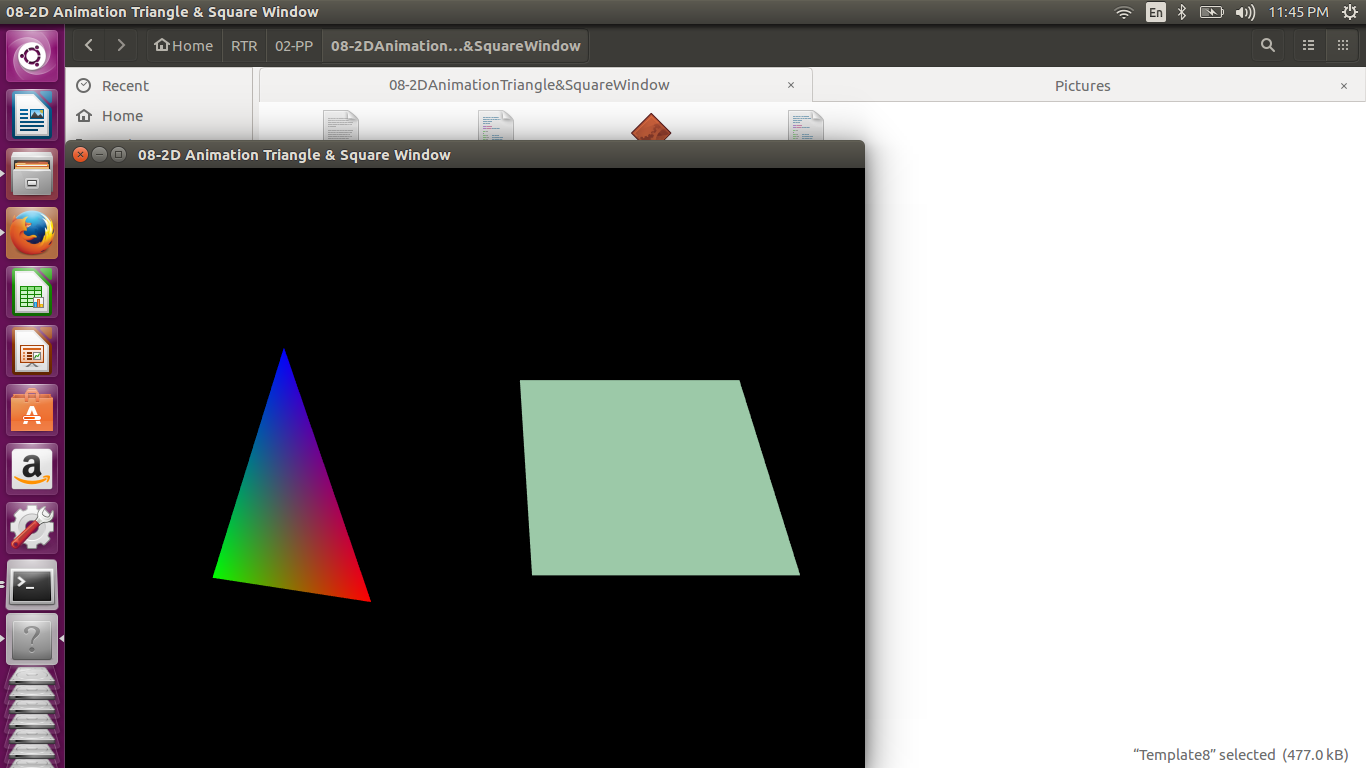 08-2D Animation Triangle & Square Window
En
11:45 PM
Home
RTR
02-PP
08-2DAnimation...&SquareWindow
Recent
08-2DAnimationTriangle&SquareWindow
Pictures
Home
08-2D Animation Triangle & Square Window
“Template8” selected (477.0 kB)